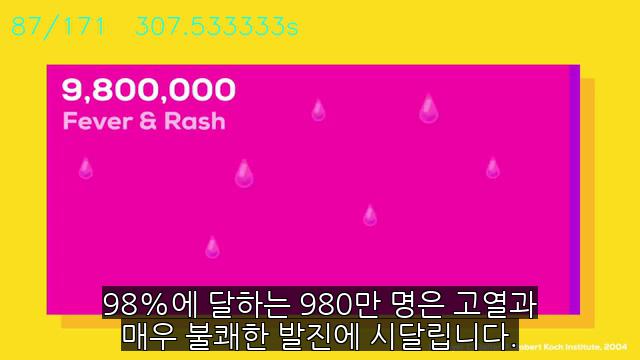 87/171 307.533333s
9,800,000
Fever & Rash
98%에 달하는 980만 명은 고열과
매우 불쾌한 발진에 시달립니다.
Koch Institute, 2004